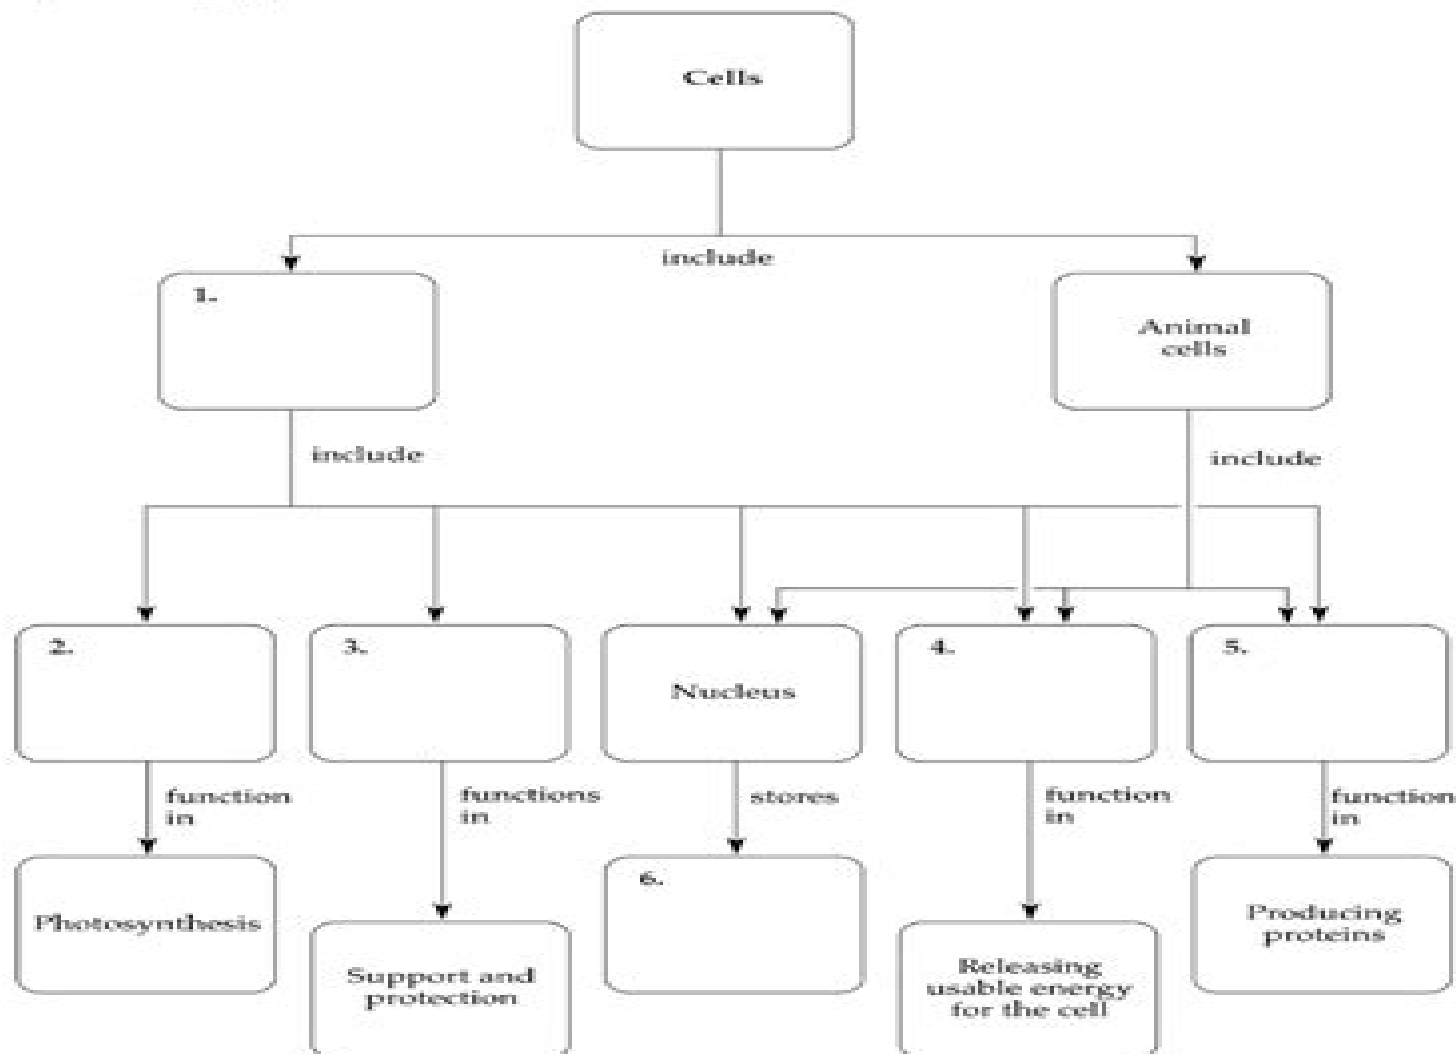 Cells
include
1.
Animal
cells
include
include
2.
3.
Nucleus
4.
5.
function
in
functions
in
stores
function
in
function
in
Photosynthesis
Support and
protection
6.
Releasing
usable energy
for the cell
Producing
proteins